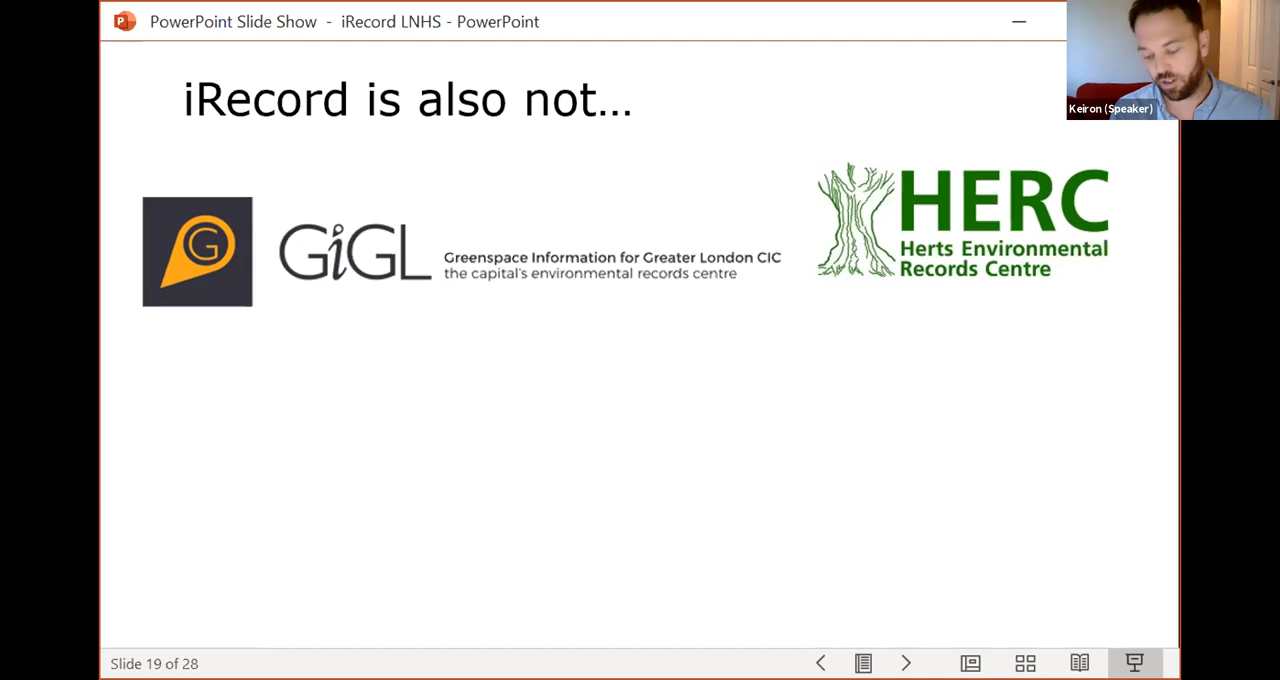 PowerPoint Slide Show - iRecord LNHS - PowerPoint
Keiron (Speaker)
iRecord is also not...
G
GiGL
Greenspace Information for Greater London CIC
the capital's environmental records centre
HERC
Herts Environmental
Records Centre
Slide 19 of 28